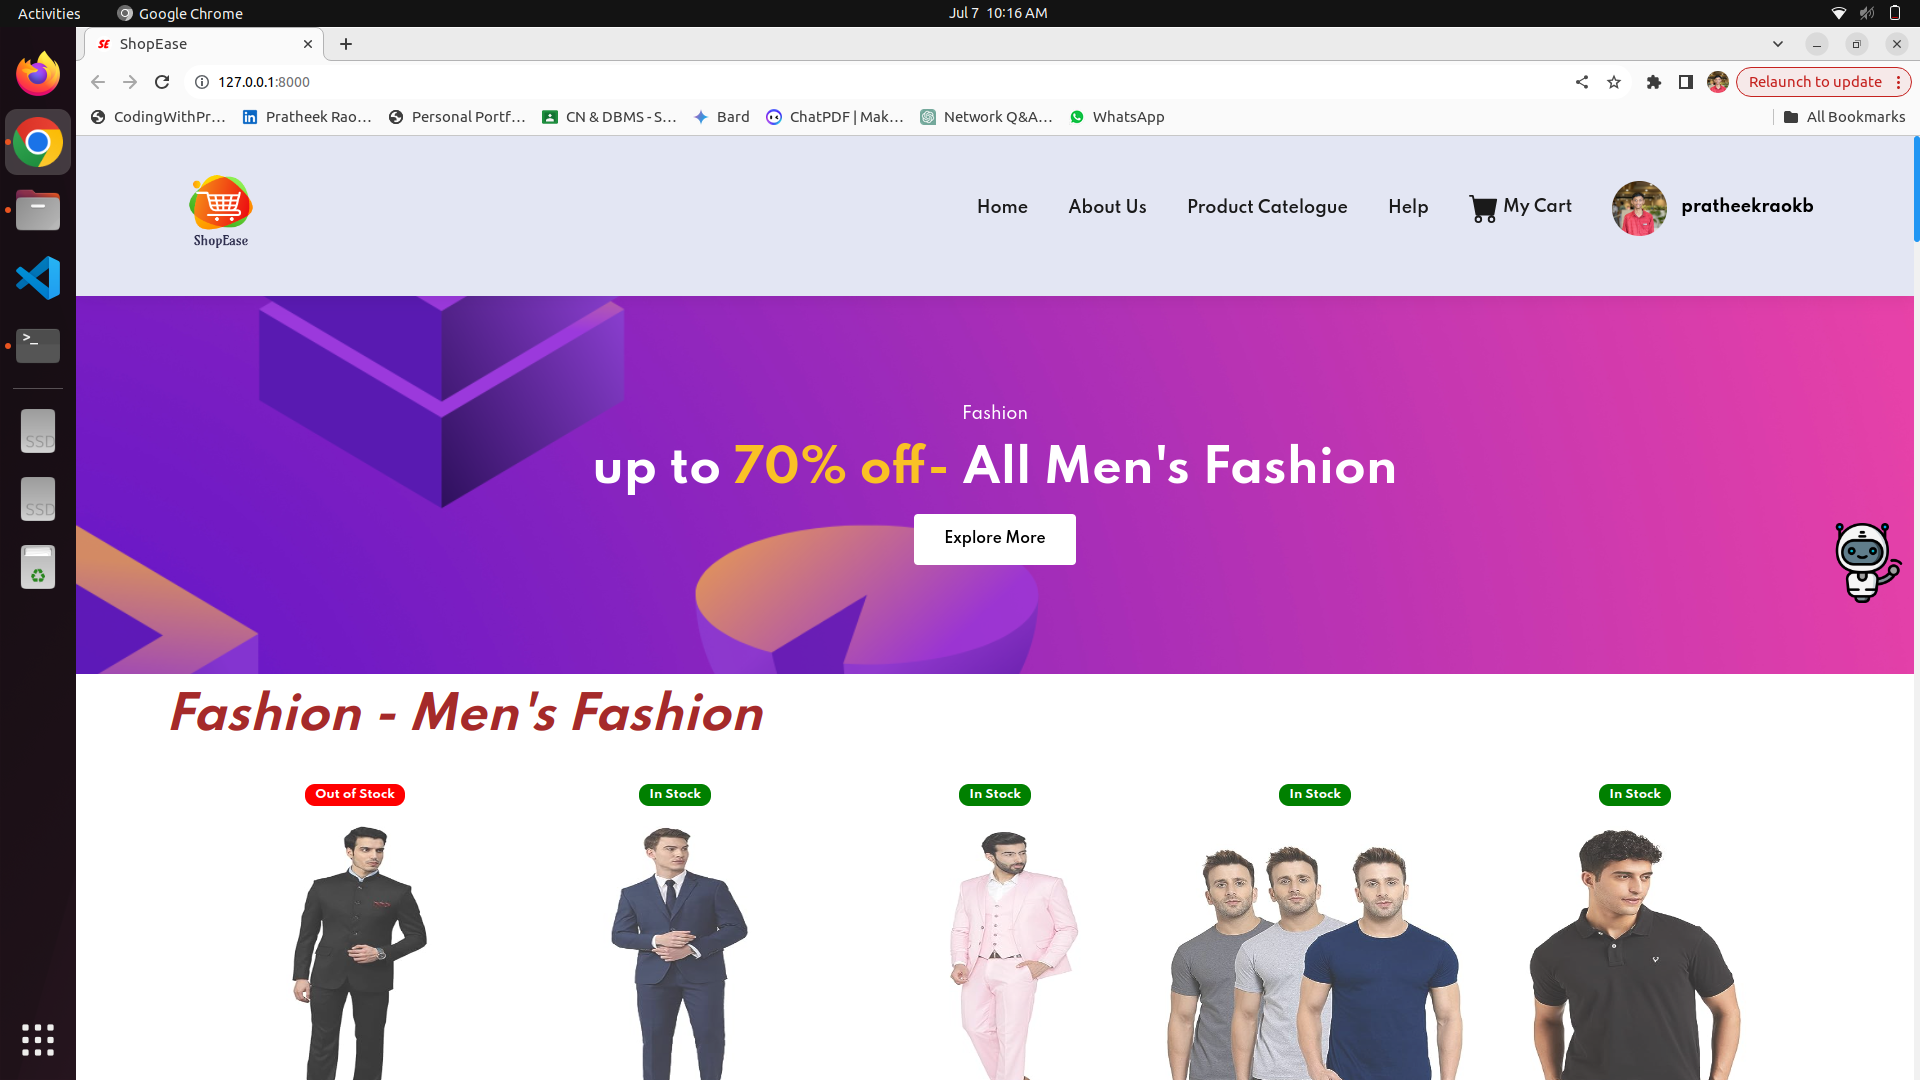 Activities
Google Chrome
Jul 7 10:16 AM
SE ShopEase
127.0.0.1:8000
Relaunch to update
CodingWithPr...
Pratheek Rao...
Personal Portf...
CN & DBMS - S...
Bard
ChatPDF | Mak...
Network Q&A...
WhatsApp
All Bookmarks
ShopEase
Home
About Us
Product Catelogue
Help
My Cart
pratheekraokb
Fashion
up to 70% off- All Men's Fashion
Explore More
Fashion - Men's Fashion
Out of Stock
In Stock
In Stock
In Stock
In Stock
>_
SSD
SSD